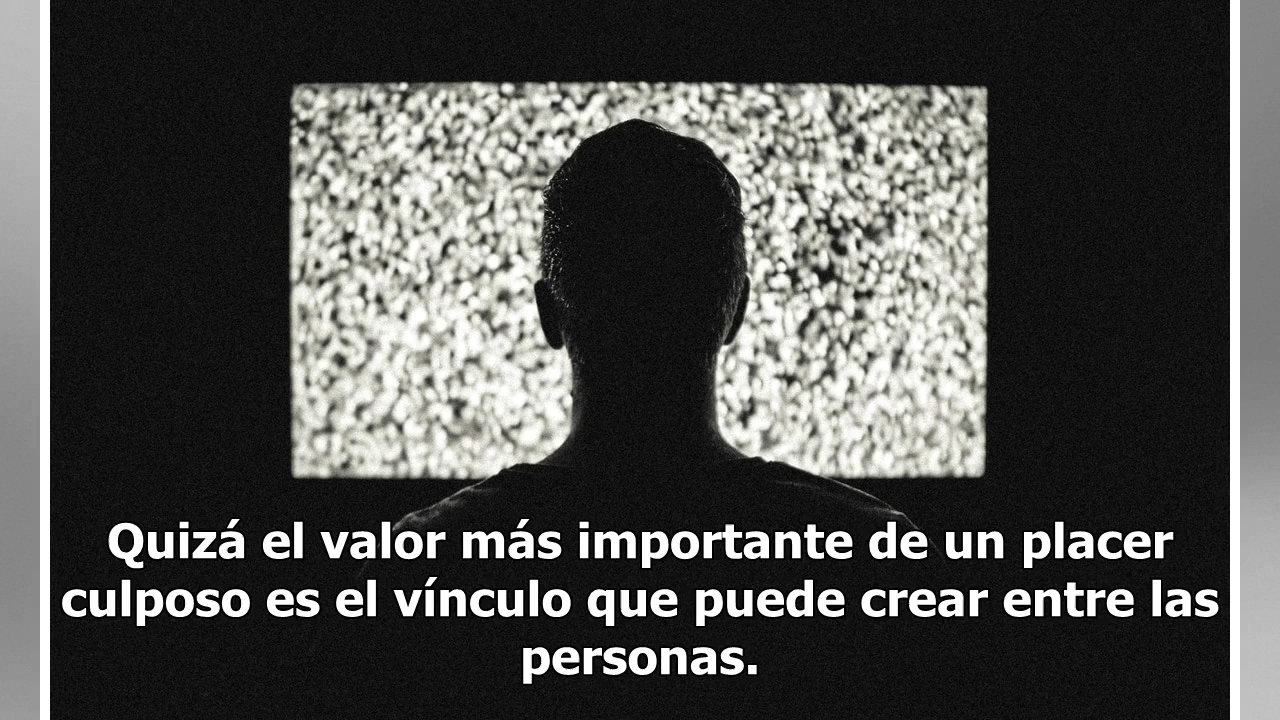 Quizá el valor más importante de un placer
culposo es el vínculo que puede crear entre las
personas.